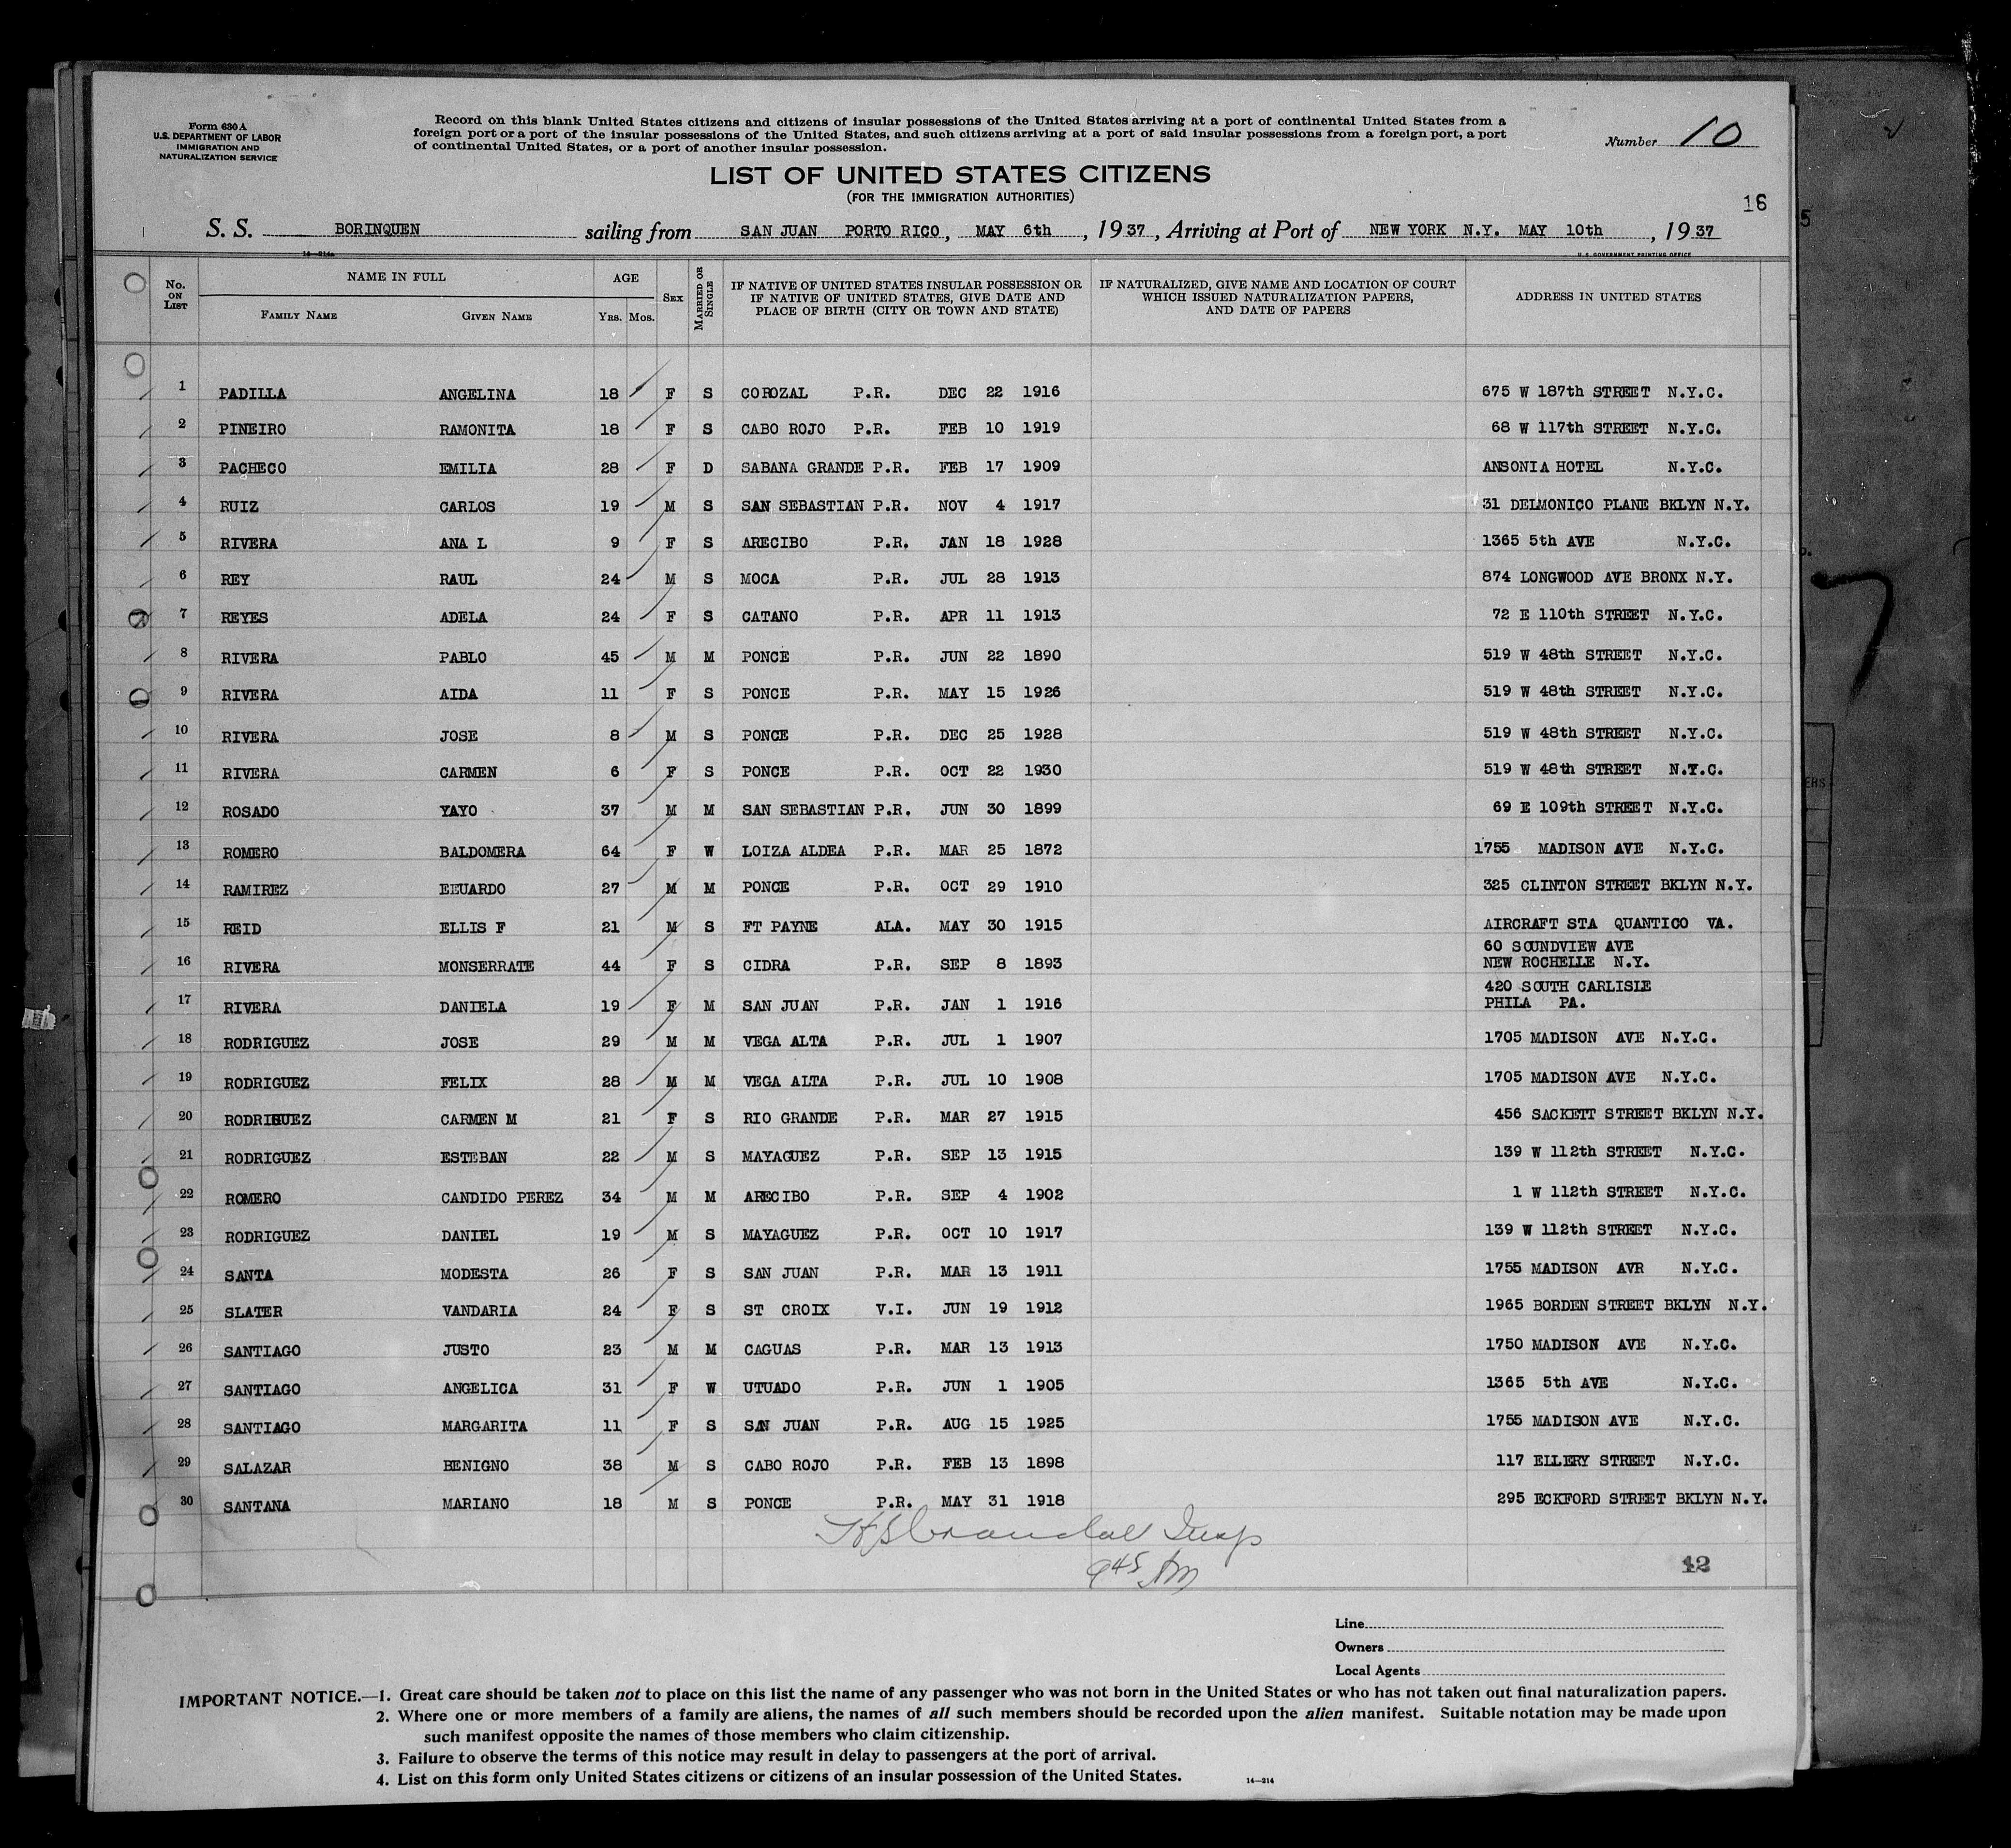 Form 630 A
U.S. DEPARTMENT OF LABOR
IMMIGRATION AND
NATURALIZATION SERVICE
Record on this blank United States citizens and citizens of insular possessions of the United States arriving at a port of continental United States from a
foreign port or a port of the insular possessions of the United States, and such citizens arriving at a port of said insular possessions from a foreign port, a port
of continental United States, or a port of another insular possession.
Number 10
LIST OF UNITED STATES CITIZENS
(FOR THE IMMIGRATION AUTHORITIES)
16
S. S. BORINQUEN sailing from SAN JUAN PORTO RICO, MAY 6th, 1937, Arriving at Port of NEW YORK N.Y. MAY 10th, 1937
14—214a U.S. GOVERNMENT PRINTING OFFICE
No. ON LIST NAME IN FULL AGE SEX MARRIED OR SINGLE IF NATIVE OF UNITED STATES INSULAR POSSESSION OR IF NATIVE OF UNITED STATES, GIVE DATE AND PLACE OF BIRTH (CITY OR TOWN AND STATE) IF NATURALIZED, GIVE NAME AND LOCATION OF COURT WHICH ISSUED NATURALIZATION PAPERS, AND DATE OF PAPERS ADDRESS IN UNITED STATES
FAMILY NAME GIVEN NAME YRS. MOS.
1 PADILLA ANGELINA 18 F S COROZAL P.R. DEC 22 1916 675 W 187th STREET N.Y.C.
2 PINEIRO RAMONITA 18 F S CABO ROJO P.R. FEB 10 1919 68 W 117th STREET N.Y.C.
3 PACHECO EMILIA 28 F D SABANA GRANDE P.R. FEB 17 1909 ANSONIA HOTEL N.Y.C.
4 RUIZ CARLOS 19 M S SAN SEBASTIAN P.R. NOV 4 1917 31 DELMONICO PLANE BKLYN N.Y.
5 RIVERA ANA L 9 F S ARECIBO P.R. JAN 18 1928 1365 5th AVE N.Y.C.
6 REY RAUL 24 M S MOCA P.R. JUL 28 1913 874 LONGWOOD AVE BRONX N.Y.
7 REYES ADELA 24 F S CATANO P.R. APR 11 1913 72 E 110th STREET N.Y.C.
8 RIVERA PABLO 45 M M PONCE P.R. JUN 22 1890 519 W 48th STREET N.Y.C.
9 RIVERA AIDA 11 F S PONCE P.R. MAY 15 1926 519 W 48th STREET N.Y.C.
10 RIVERA JOSE 8 M S PONCE P.R. DEC 25 1928 519 W 48th STREET N.Y.C.
11 RIVERA CARMEN 6 F S PONCE P.R. OCT 22 1930 519 W 48th STREET N.Y.C.
12 ROSADO YAYO 37 M M SAN SEBASTIAN P.R. JUN 30 1899 69 E 109th STREET N.Y.C.
13 ROMERO BALDOMERA 64 F W LOIZA ALDEA P.R. MAR 25 1872 1755 MADISON AVE N.Y.C.
14 RAMIREZ EEUARDO 27 M M PONCE P.R. OCT 29 1910 325 CLINTON STREET BKLYN N.Y.
15 REID ELLIS F 21 M S FT PAYNE ALA. MAY 30 1915 AIRCRAFT STA QUANTICO VA.
16 RIVERA MONSERRATE 44 F S CIDRA P.R. SEP 8 1893 60 SOUNDVIEW AVE NEW ROCHELLE N.Y.
17 RIVERA DANIELA 19 F M SAN JUAN P.R. JAN 1 1916 420 SOUTH CARLISLE PHILA PA.
18 RODRIGUEZ JOSE 29 M M VEGA ALTA P.R. JUL 1 1907 1705 MADISON AVE N.Y.C.
19 RODRIGUEZ FELIX 28 M M VEGA ALTA P.R. JUL 10 1908 1705 MADISON AVE N.Y.C.
20 RODRIGUEZ CARMEN M 21 F S RIO GRANDE P.R. MAR 27 1915 456 SACKETT STREET BKLYN N.Y.
21 RODRIGUEZ ESTEBAN 22 M S MAYAGUEZ P.R. SEP 13 1915 139 W 112th STREET N.Y.C.
22 ROMERO CANDIDO PEREZ 34 M M ARECIBO P.R. SEP 4 1902 1 W 112th STREET N.Y.C.
23 RODRIGUEZ DANIEL 19 M S MAYAGUEZ P.R. OCT 10 1917 139 W 112th STREET N.Y.C.
24 SANTA MODESTA 26 F S SAN JUAN P.R. MAR 13 1911 1755 MADISON AVR N.Y.C.
25 SLATER VANDARIA 24 F S ST CROIX V.I. JUN 19 1912 1965 BORDEN STREET BKLYN N.Y.
26 SANTIAGO JUSTO 23 M M CAGUAS P.R. MAR 13 1913 1750 MADISON AVE N.Y.C.
27 SANTIAGO ANGELICA 31 F W UTUADO P.R. JUN 1 1905 1365 5th AVE N.Y.C.
28 SANTIAGO MARGARITA 11 F S SAN JUAN P.R. AUG 15 1925 1755 MADISON AVE N.Y.C.
29 SALAZAR BENIGNO 38 M S CABO ROJO P.R. FEB 13 1898 117 ELLERY STREET N.Y.C.
30 SANTANA MARIANO 18 M S PONCE P.R. MAY 31 1918 295 ECKFORD STREET BKLYN N.Y.
Crandall Insp
9 45 AM
42
Line
Owners
Local Agents
IMPORTANT NOTICE.—1. Great care should be taken not to place on this list the name of any passenger who was not born in the United States or who has not taken out final naturalization papers.
2. Where one or more members of a family are aliens, the names of all such members should be recorded upon the alien manifest. Suitable notation may be made upon
such manifest opposite the names of those members who claim citizenship.
3. Failure to observe the terms of this notice may result in delay to passengers at the port of arrival.
4. List on this form only United States citizens or citizens of an insular possession of the United States.
14—214